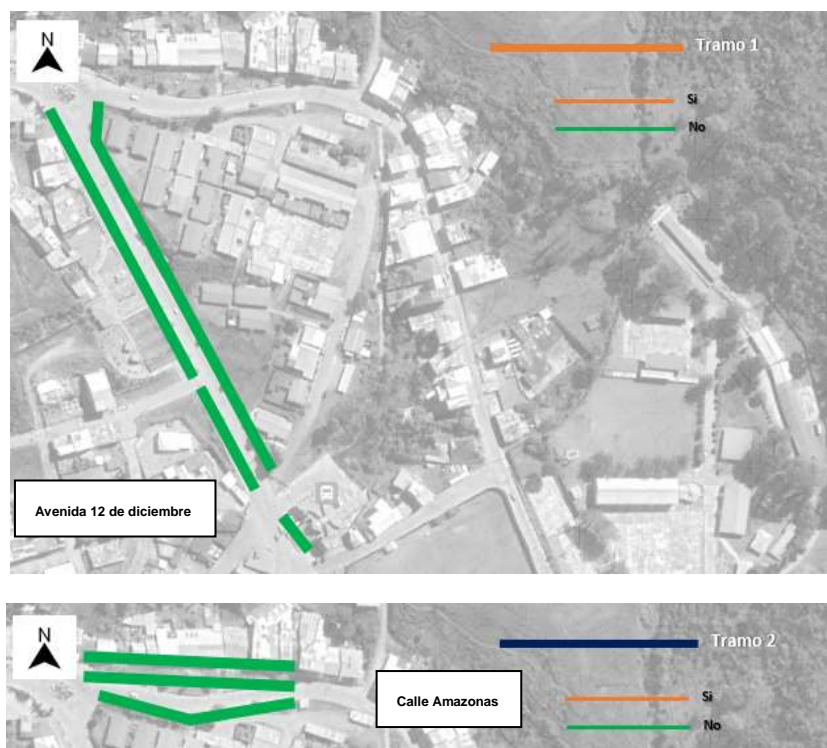 N
Tramo 1
Si
No
Avenida 12 de diciembre
N
Tramo 2
Calle Amazonas
Si
No